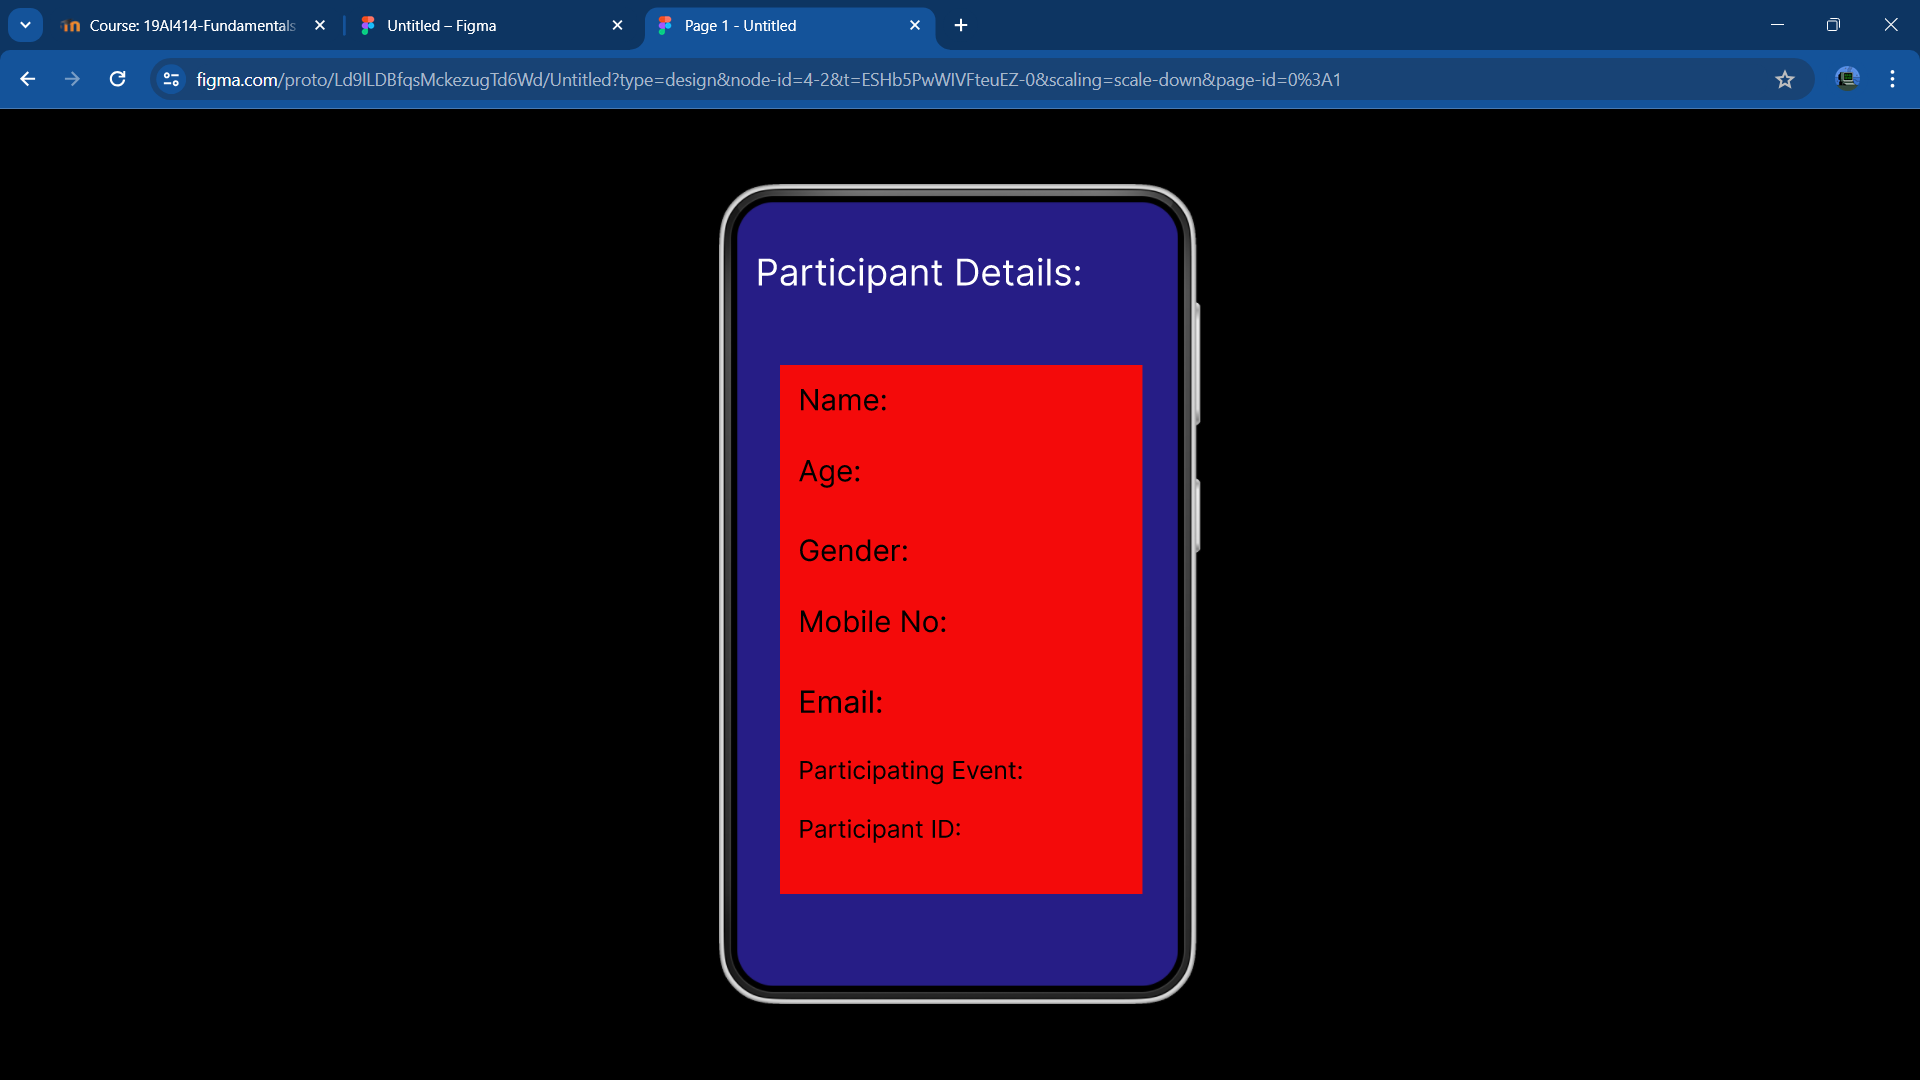 Course: 19AI414-Fundamentals
Untitled – Figma
Page 1 - Untitled
figma.com/proto/Ld9lLDBfqsMckezugTd6Wd/Untitled?type=design&node-id=4-2&t=ESHb5PwWlVFteuEZ-0&scaling=scale-down&page-id=0%3A1
Participant Details:
Name:
Age:
Gender:
Mobile No:
Email:
Participating Event:
Participant ID: